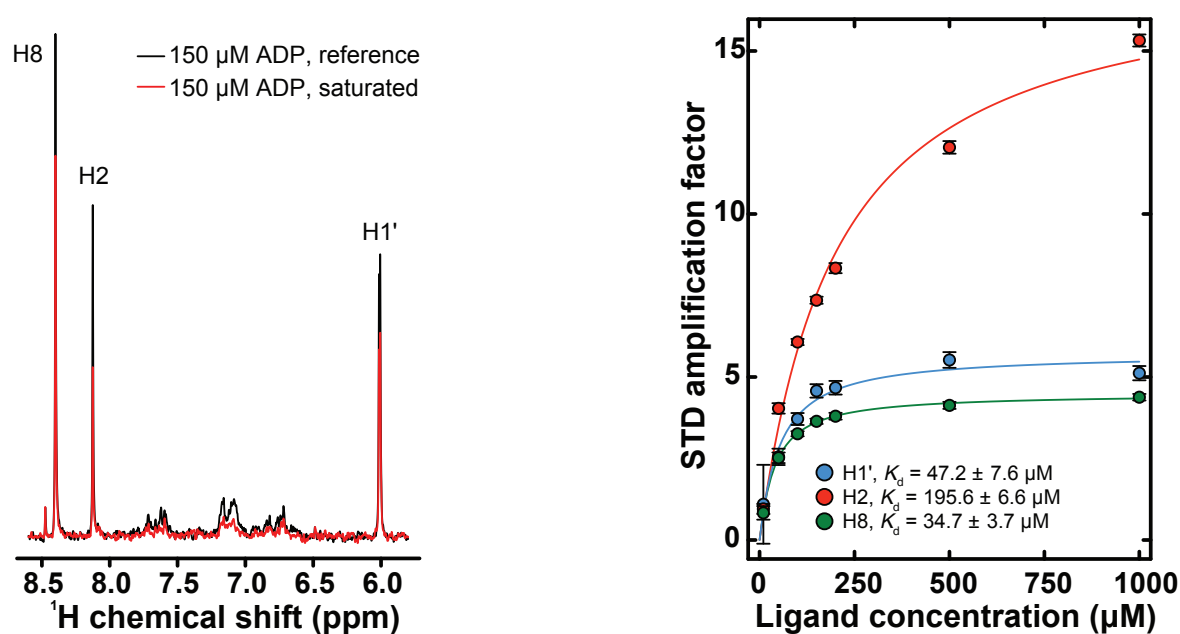 H8
150 µM ADP, reference
150 µM ADP, saturated
H2
H1'
8.5 8.0 7.5 7.0 6.5 6.0
¹H chemical shift (ppm)
STD amplification factor
15
10
5
0
H1', Kd = 47.2 ± 7.6 µM
H2, Kd = 195.6 ± 6.6 µM
H8, Kd = 34.7 ± 3.7 µM
0 250 500 750 1000
Ligand concentration (µM)